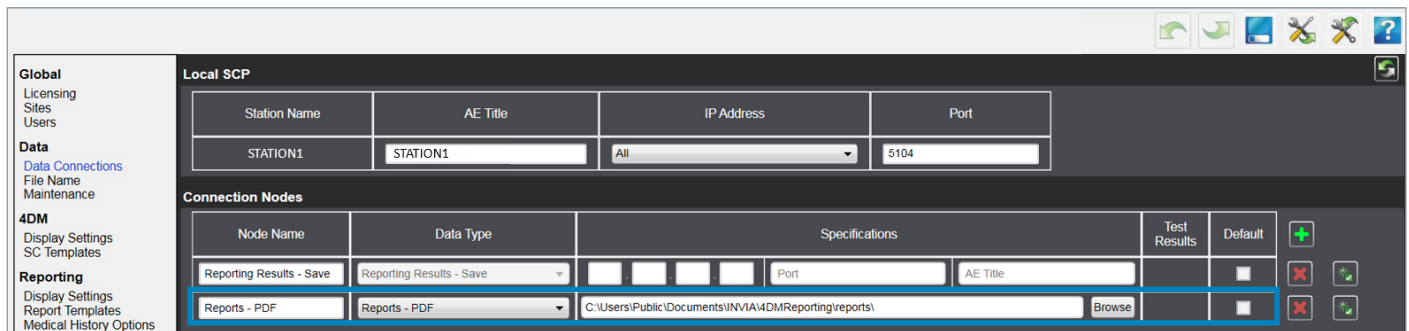 ?
Global
Licensing
Sites
Users
Data
Data Connections
File Name
Maintenance
4DM
Display Settings
SC Templates
Reporting
Display Settings
Report Templates
Medical History Options
Local SCP
Station Name AE Title IP Address Port
STATION1 STATION1 All 5104
Connection Nodes
Node Name Data Type Specifications Test Results Default
Reporting Results - Save Reporting Results - Save . . . Port AE Title
Reports - PDF Reports - PDF C:\Users\Public\Documents\INVIA\4DMReporting\reports\ Browse